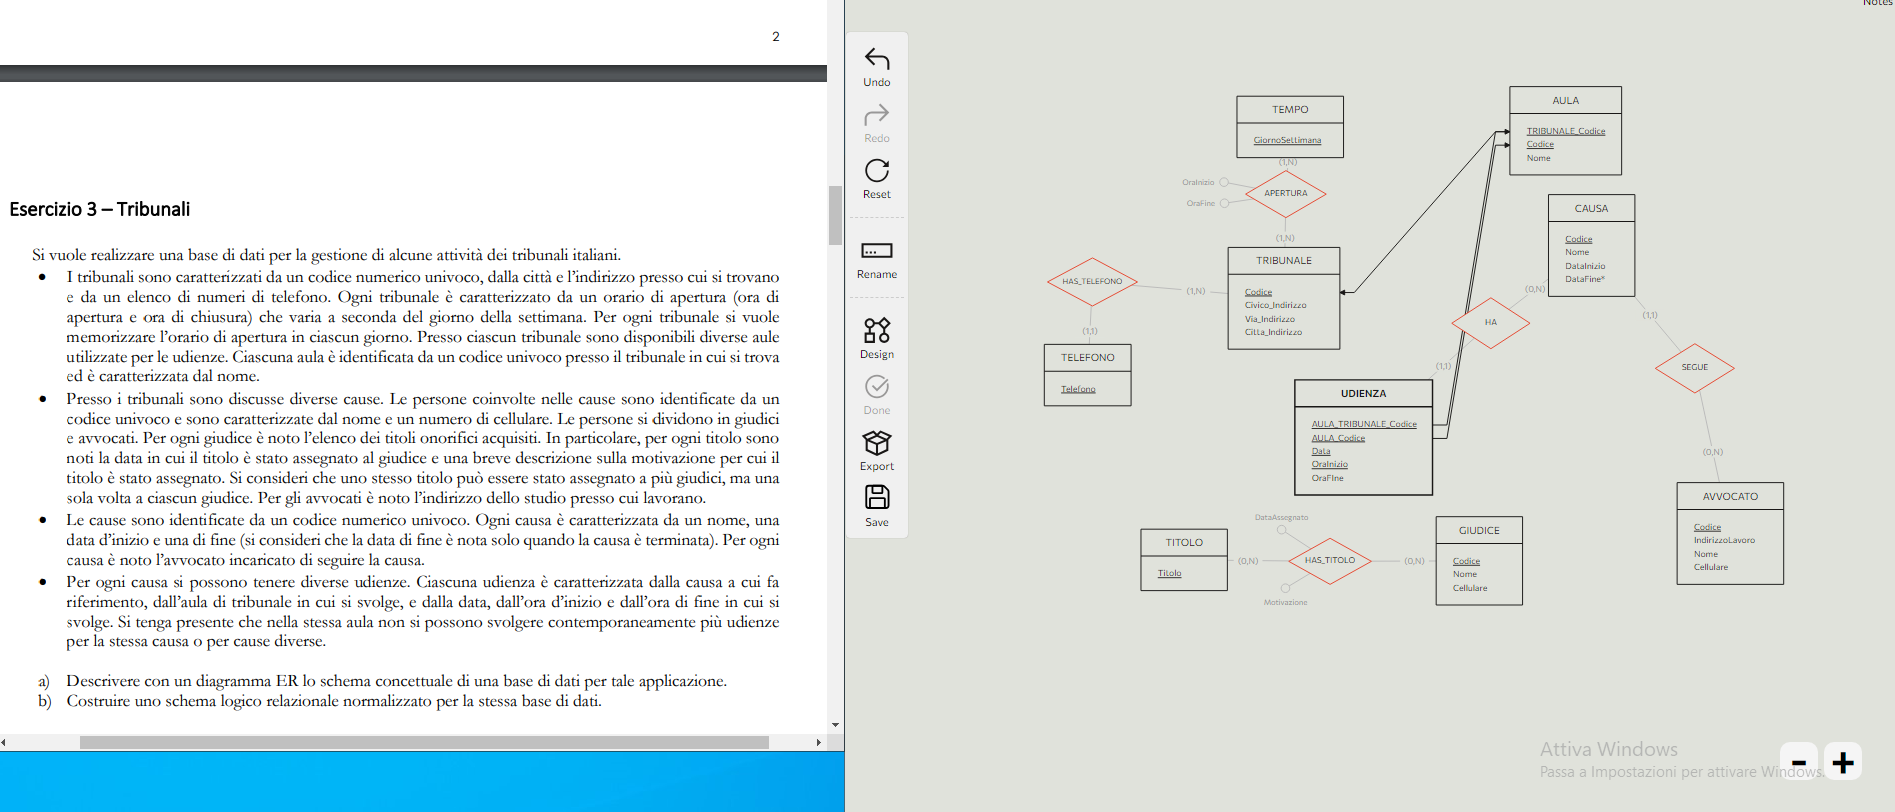 2
Esercizio 3 – Tribunali
Si vuole realizzare una base di dati per la gestione di alcune attività dei tribunali italiani.
• I tribunali sono caratterizzati da un codice numerico univoco, dalla città e l'indirizzo presso cui si trovano
e da un elenco di numeri di telefono. Ogni tribunale è caratterizzato da un orario di apertura (ora di
apertura e ora di chiusura) che varia a seconda del giorno della settimana. Per ogni tribunale si vuole
memorizzare l'orario di apertura in ciascun giorno. Presso ciascun tribunale sono disponibili diverse aule
utilizzate per le udienze. Ciascuna aula è identificata da un codice univoco presso il tribunale in cui si trova
ed è caratterizzata dal nome.
• Presso i tribunali sono discusse diverse cause. Le persone coinvolte nelle cause sono identificate da un
codice univoco e sono caratterizzate dal nome e un numero di cellulare. Le persone si dividono in giudici
e avvocati. Per ogni giudice è noto l'elenco dei titoli onorifici acquisiti. In particolare, per ogni titolo sono
noti la data in cui il titolo è stato assegnato al giudice e una breve descrizione sulla motivazione per cui il
titolo è stato assegnato. Si consideri che uno stesso titolo può essere stato assegnato a più giudici, ma una
sola volta a ciascun giudice. Per gli avvocati è noto l'indirizzo dello studio presso cui lavorano.
• Le cause sono identificate da un codice numerico univoco. Ogni causa è caratterizzata da un nome, una
data d'inizio e una di fine (si consideri che la data di fine è nota solo quando la causa è terminata). Per ogni
causa è noto l'avvocato incaricato di seguire la causa.
• Per ogni causa si possono tenere diverse udienze. Ciascuna udienza è caratterizzata dalla causa a cui fa
riferimento, dall'aula di tribunale in cui si svolge, e dalla data, dall'ora d'inizio e dall'ora di fine in cui si
svolge. Si tenga presente che nella stessa aula non si possono svolgere contemporaneamente più udienze
per la stessa causa o per cause diverse.
a) Descrivere con un diagramma ER lo schema concettuale di una base di dati per tale applicazione.
b) Costruire uno schema logico relazionale normalizzato per la stessa base di dati.
Undo
Redo
Reset
Rename
Design
Done
Export
Save
Notes
TEMPO
GiornoSettimana
(1,N)
OraInizio
OraFine
APERTURA
(1,N)
TRIBUNALE
Codice
Civico_Indirizzo
Via_Indirizzo
Citta_Indirizzo
HAS_TELEFONO
(1,N)
(1,1)
TELEFONO
Telefono
AULA
TRIBUNALE_Codice
Codice
Nome
CAUSA
Codice
Nome
DataInizio
DataFine*
(0,N)
HA
(1,1)
(1,1)
SEGUE
(0,N)
UDIENZA
AULA_TRIBUNALE_Codice
AULA_Codice
Data
OraInizio
OraFine
AVVOCATO
Codice
IndirizzoLavoro
Nome
Cellulare
TITOLO
Titolo
(0,N)
DataAssegnato
HAS_TITOLO
Motivazione
(0,N)
GIUDICE
Codice
Nome
Cellulare
Attiva Windows
Passa a Impostazioni per attivare Windows.
- +